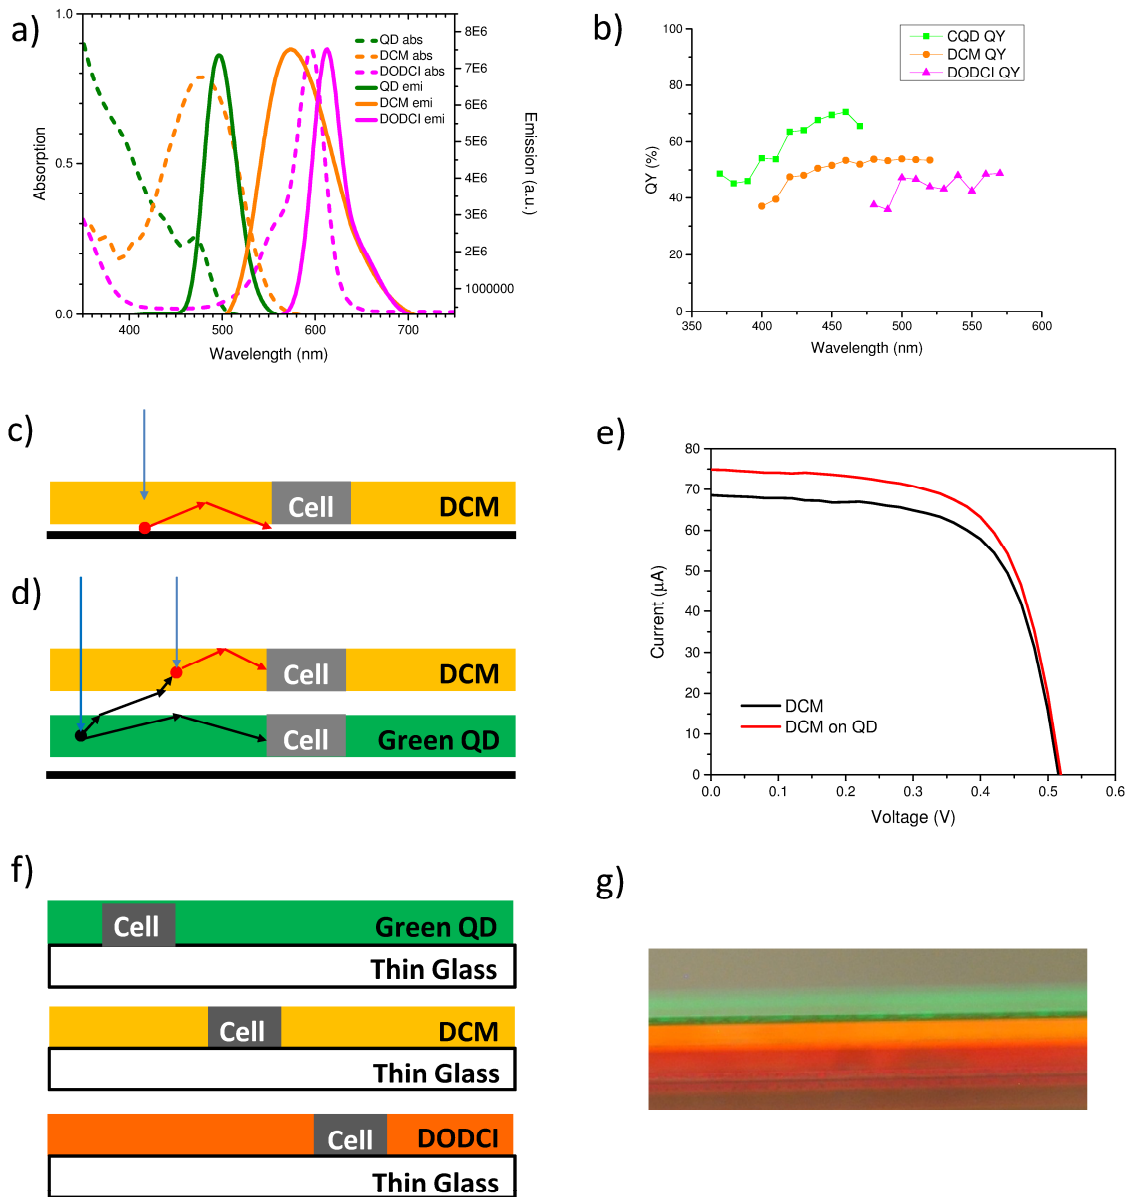 a)
1.0
0.5
0.0
Absorption
400
500
600
700
Wavelength (nm)
QD abs
DCM abs
DODCI abs
QD emi
DCM emi
DODCI emi
8E6
7E6
6E6
5E6
4E6
3E6
2E6
1000000
Emission (a.u.)
b)
CQD QY
DCM QY
DODCI QY
100
80
60
40
20
0
QY (%)
350
400
450
500
550
600
Wavelength (nm)
c)
Cell
DCM
d)
Cell
DCM
Cell
Green QD
e)
80
70
60
50
40
30
20
10
0
Current (μA)
DCM
DCM on QD
0.0
0.1
0.2
0.3
0.4
0.5
0.6
Voltage (V)
f)
Cell
Green QD
Thin Glass
Cell
DCM
Thin Glass
Cell
DODCI
Thin Glass
g)